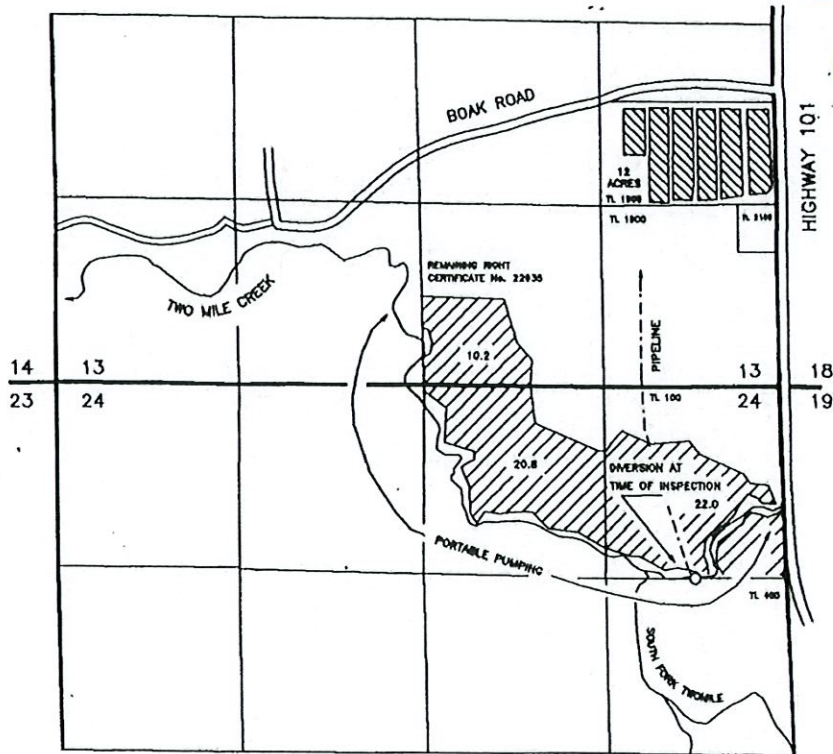 BOAK ROAD
HIGHWAY 101
12
ACRES
TL 1900
REMAINING RIGHT
CERTIFICATE No. 22635
TWO MILE CREEK
10.2
PIPELINE
14 13
13 18
23 24
24 19
TL 100
20.8
DIVERSION AT
TIME OF INSPECTION
22.0
PORTABLE PUMPING
TL 400
SOUTH FORK TWOMILE